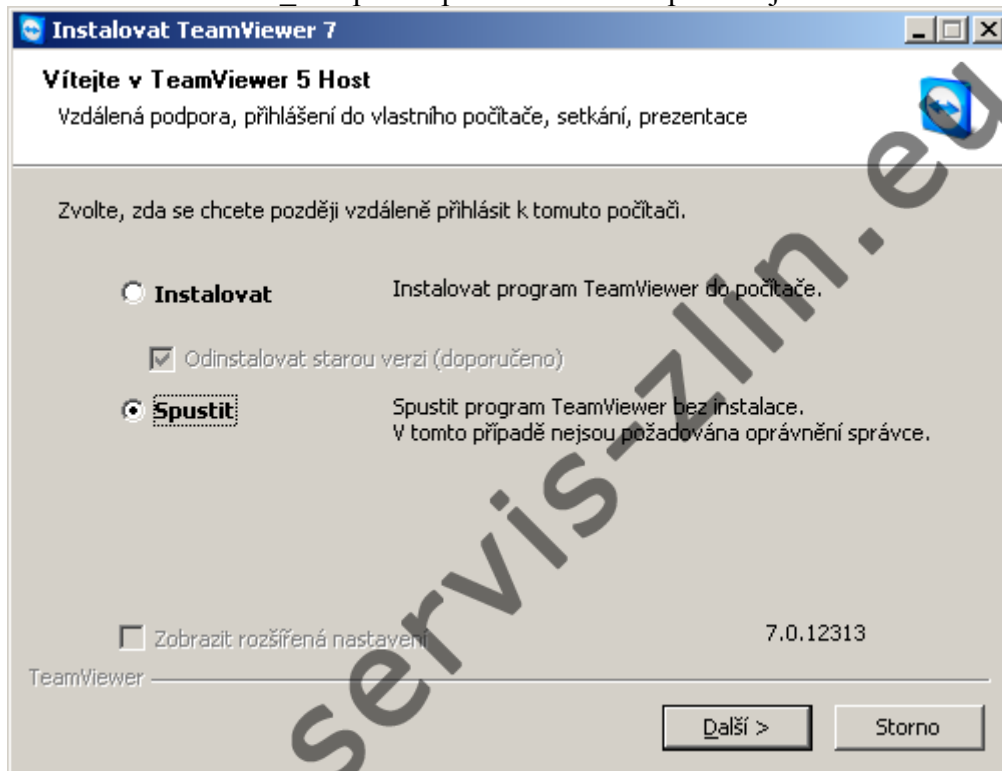 Instalovat TeamViewer 7
Vítejte v TeamViewer 5 Host
Vzdálená podpora, přihlášení do vlastního počítače, setkání, prezentace
Zvolte, zda se chcete později vzdáleně přihlásit k tomuto počítači.
Instalovat Instalovat program TeamViewer do počítače.
Odinstalovat starou verzi (doporučeno)
Spustit Spustit program TeamViewer bez instalace.
V tomto případě nejsou požadována oprávnění správce.
Zobrazit rozšířená nastavení 7.0.12313
TeamViewer
Další > Storno
servis-zlin.eu